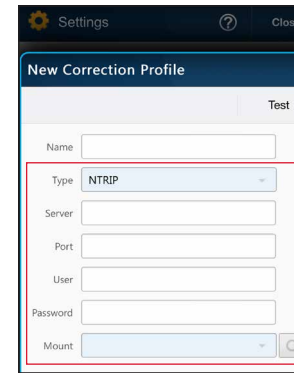 Settings
?
Clos
New Correction Profile
Test
Name
Type NTRIP
Server
Port
User
Password
Mount